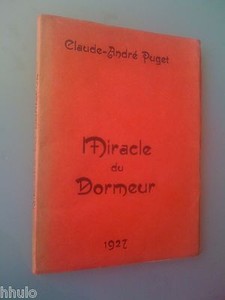 Claude-André Puget
Miracle
du
Dormeur
1927
hhulo